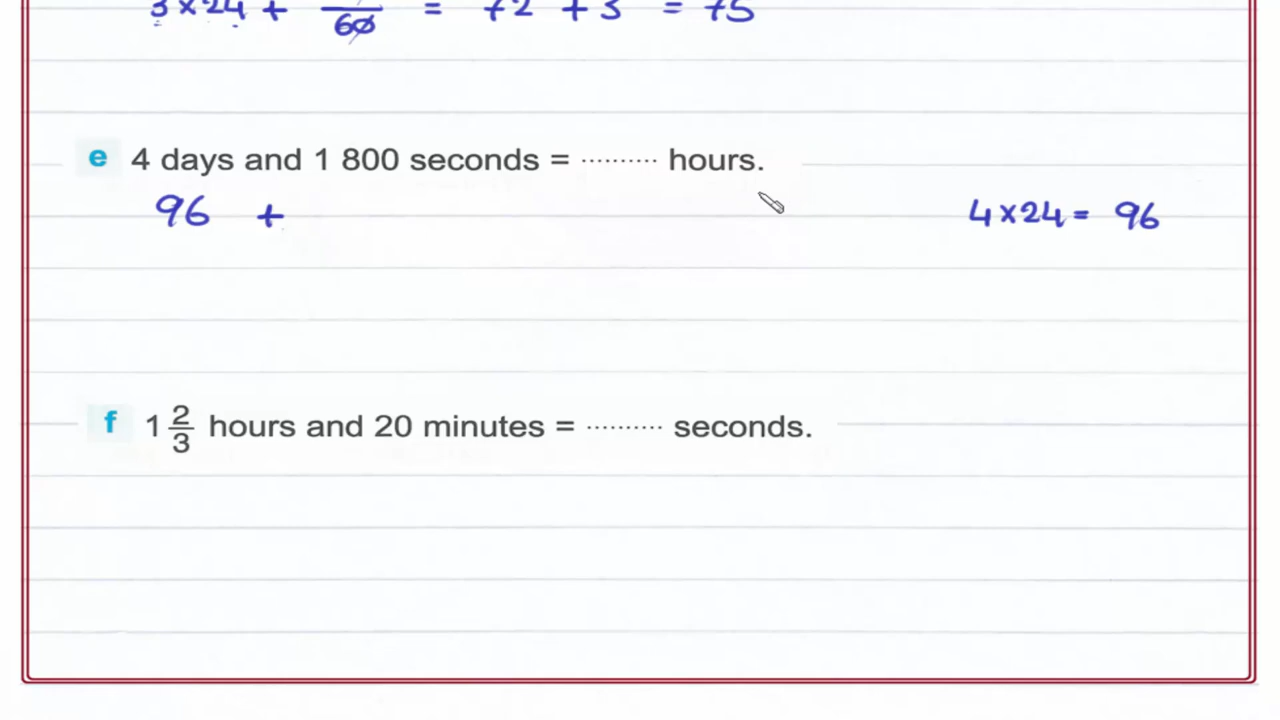 3 × 24 + /60 = 72 + 3 = 75
e 4 days and 1 800 seconds = .......... hours.
96 + 4 × 24 = 96
f 1 2/3 hours and 20 minutes = .......... seconds.